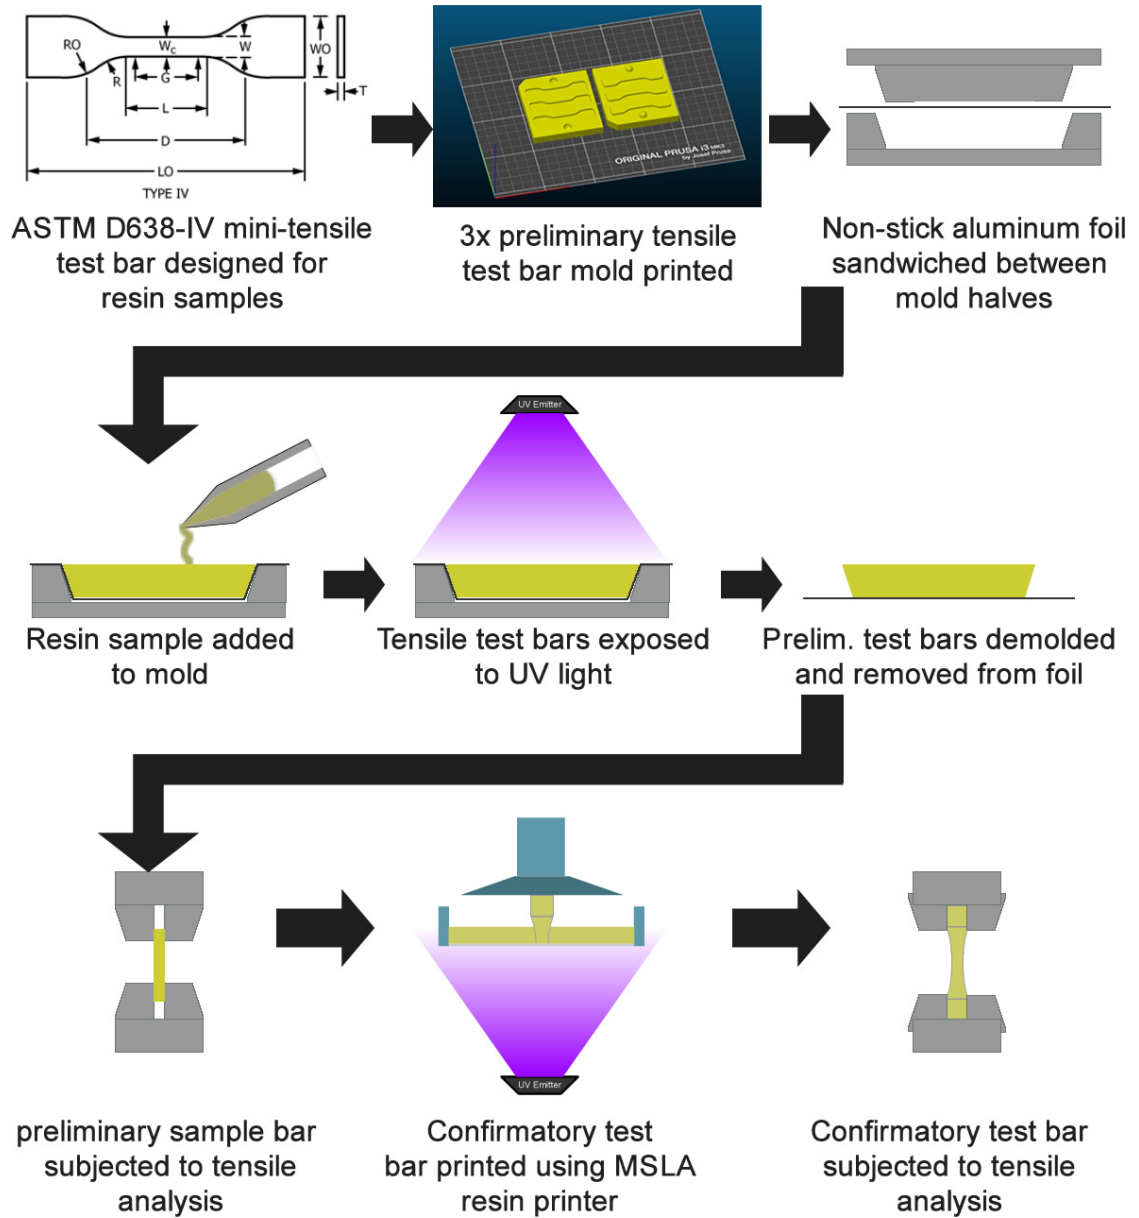 RO
R
Wc
W
WO
G
T
L
D
LO
TYPE IV
ORIGINAL PRUSA i3 MK3
by Josef Prusa
ASTM D638-IV mini-tensile
test bar designed for
resin samples
3x preliminary tensile
test bar mold printed
Non-stick aluminum foil
sandwiched between
mold halves
UV Emitter
Resin sample added
to mold
Tensile test bars exposed
to UV light
Prelim. test bars demolded
and removed from foil
UV Emitter
preliminary sample bar
subjected to tensile
analysis
Confirmatory test
bar printed using MSLA
resin printer
Confirmatory test bar
subjected to tensile
analysis